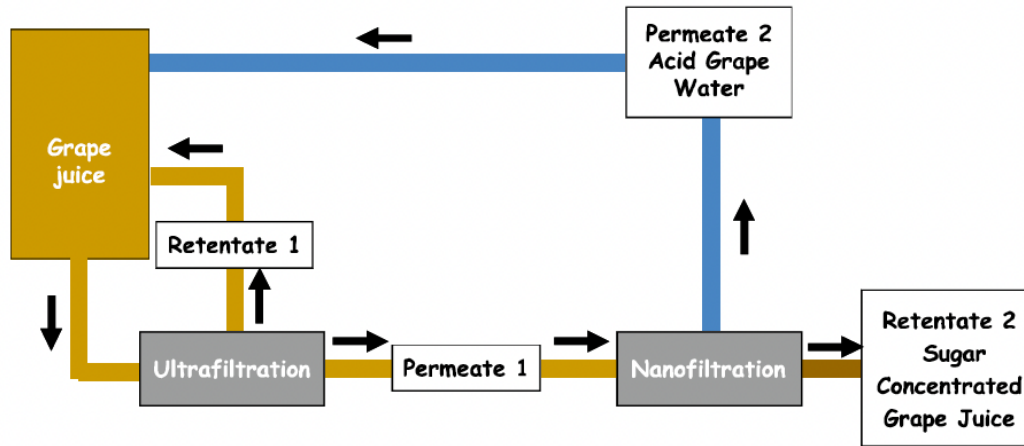 Permeate 2
Acid Grape
Water
Grape
juice
Retentate 1
Ultrafiltration
Permeate 1
Nanofiltration
Retentate 2
Sugar
Concentrated
Grape Juice